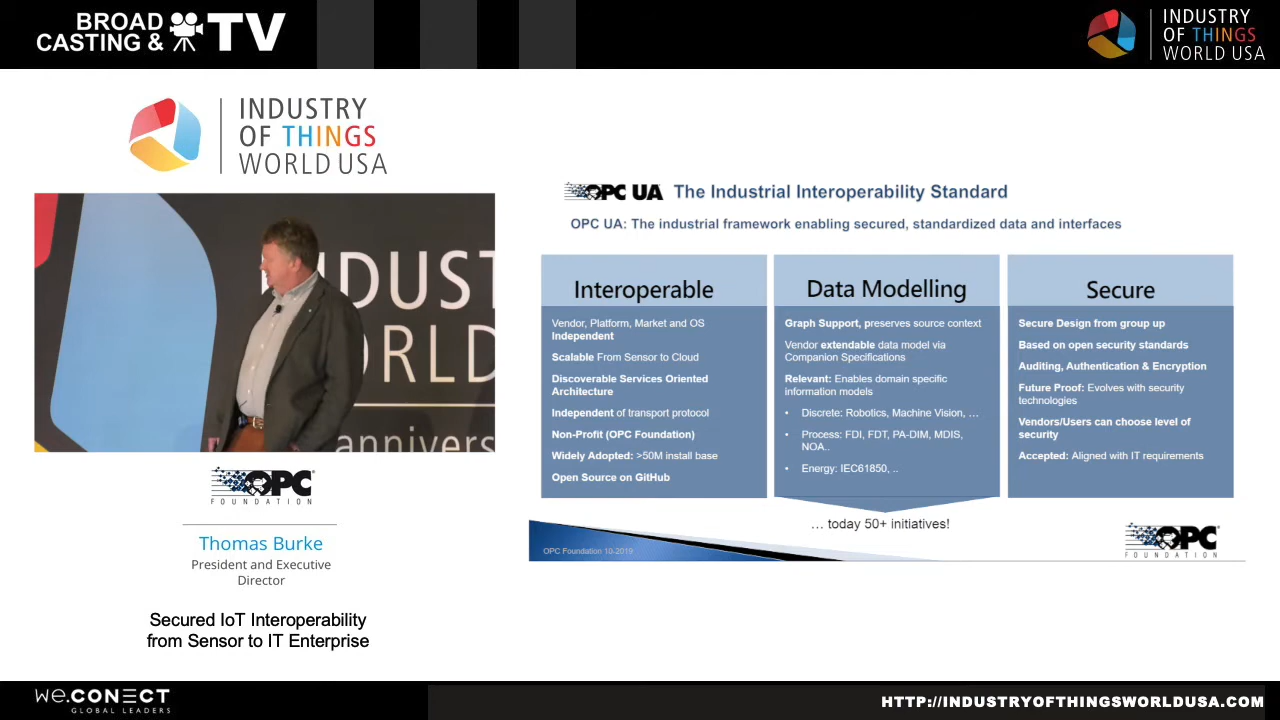 BROAD
CASTING & TV
INDUSTRY
OF THINGS
WORLD USA
INDUSTRY
OF THINGS
WORLD USA
INDUST
WORLD
annivers
OPC
FOUNDATION
Thomas Burke
President and Executive
Director
Secured IoT Interoperability
from Sensor to IT Enterprise
OPC UA The Industrial Interoperability Standard
OPC UA: The industrial framework enabling secured, standardized data and interfaces
Interoperable
Vendor, Platform, Market and OS
Independent
Scalable From Sensor to Cloud
Discoverable Services Oriented
Architecture
Independent of transport protocol
Non-Profit (OPC Foundation)
Widely Adopted: >50M install base
Open Source on GitHub
Data Modelling
Graph Support, preserves source context
Vendor extendable data model via
Companion Specifications
Relevant: Enables domain specific
information models
• Discrete: Robotics, Machine Vision, …
• Process: FDI, FDT, PA-DIM, MDIS,
NOA..
• Energy: IEC61850, ..
… today 50+ initiatives!
Secure
Secure Design from group up
Based on open security standards
Auditing, Authentication & Encryption
Future Proof: Evolves with security
technologies
Vendors/Users can choose level of
security
Accepted: Aligned with IT requirements
OPC Foundation 10-2019
OPC
FOUNDATION
we.CONECT
GLOBAL LEADERS
HTTP://INDUSTRYOFTHINGSWORLDUSA.COM